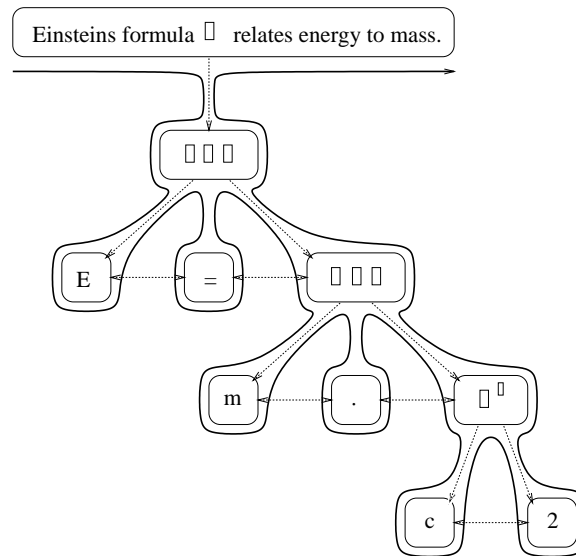 Einsteins formula ▯ relates energy to mass.
▯ ▯ ▯
E = ▯ ▯ ▯
m . ▯▯
c 2